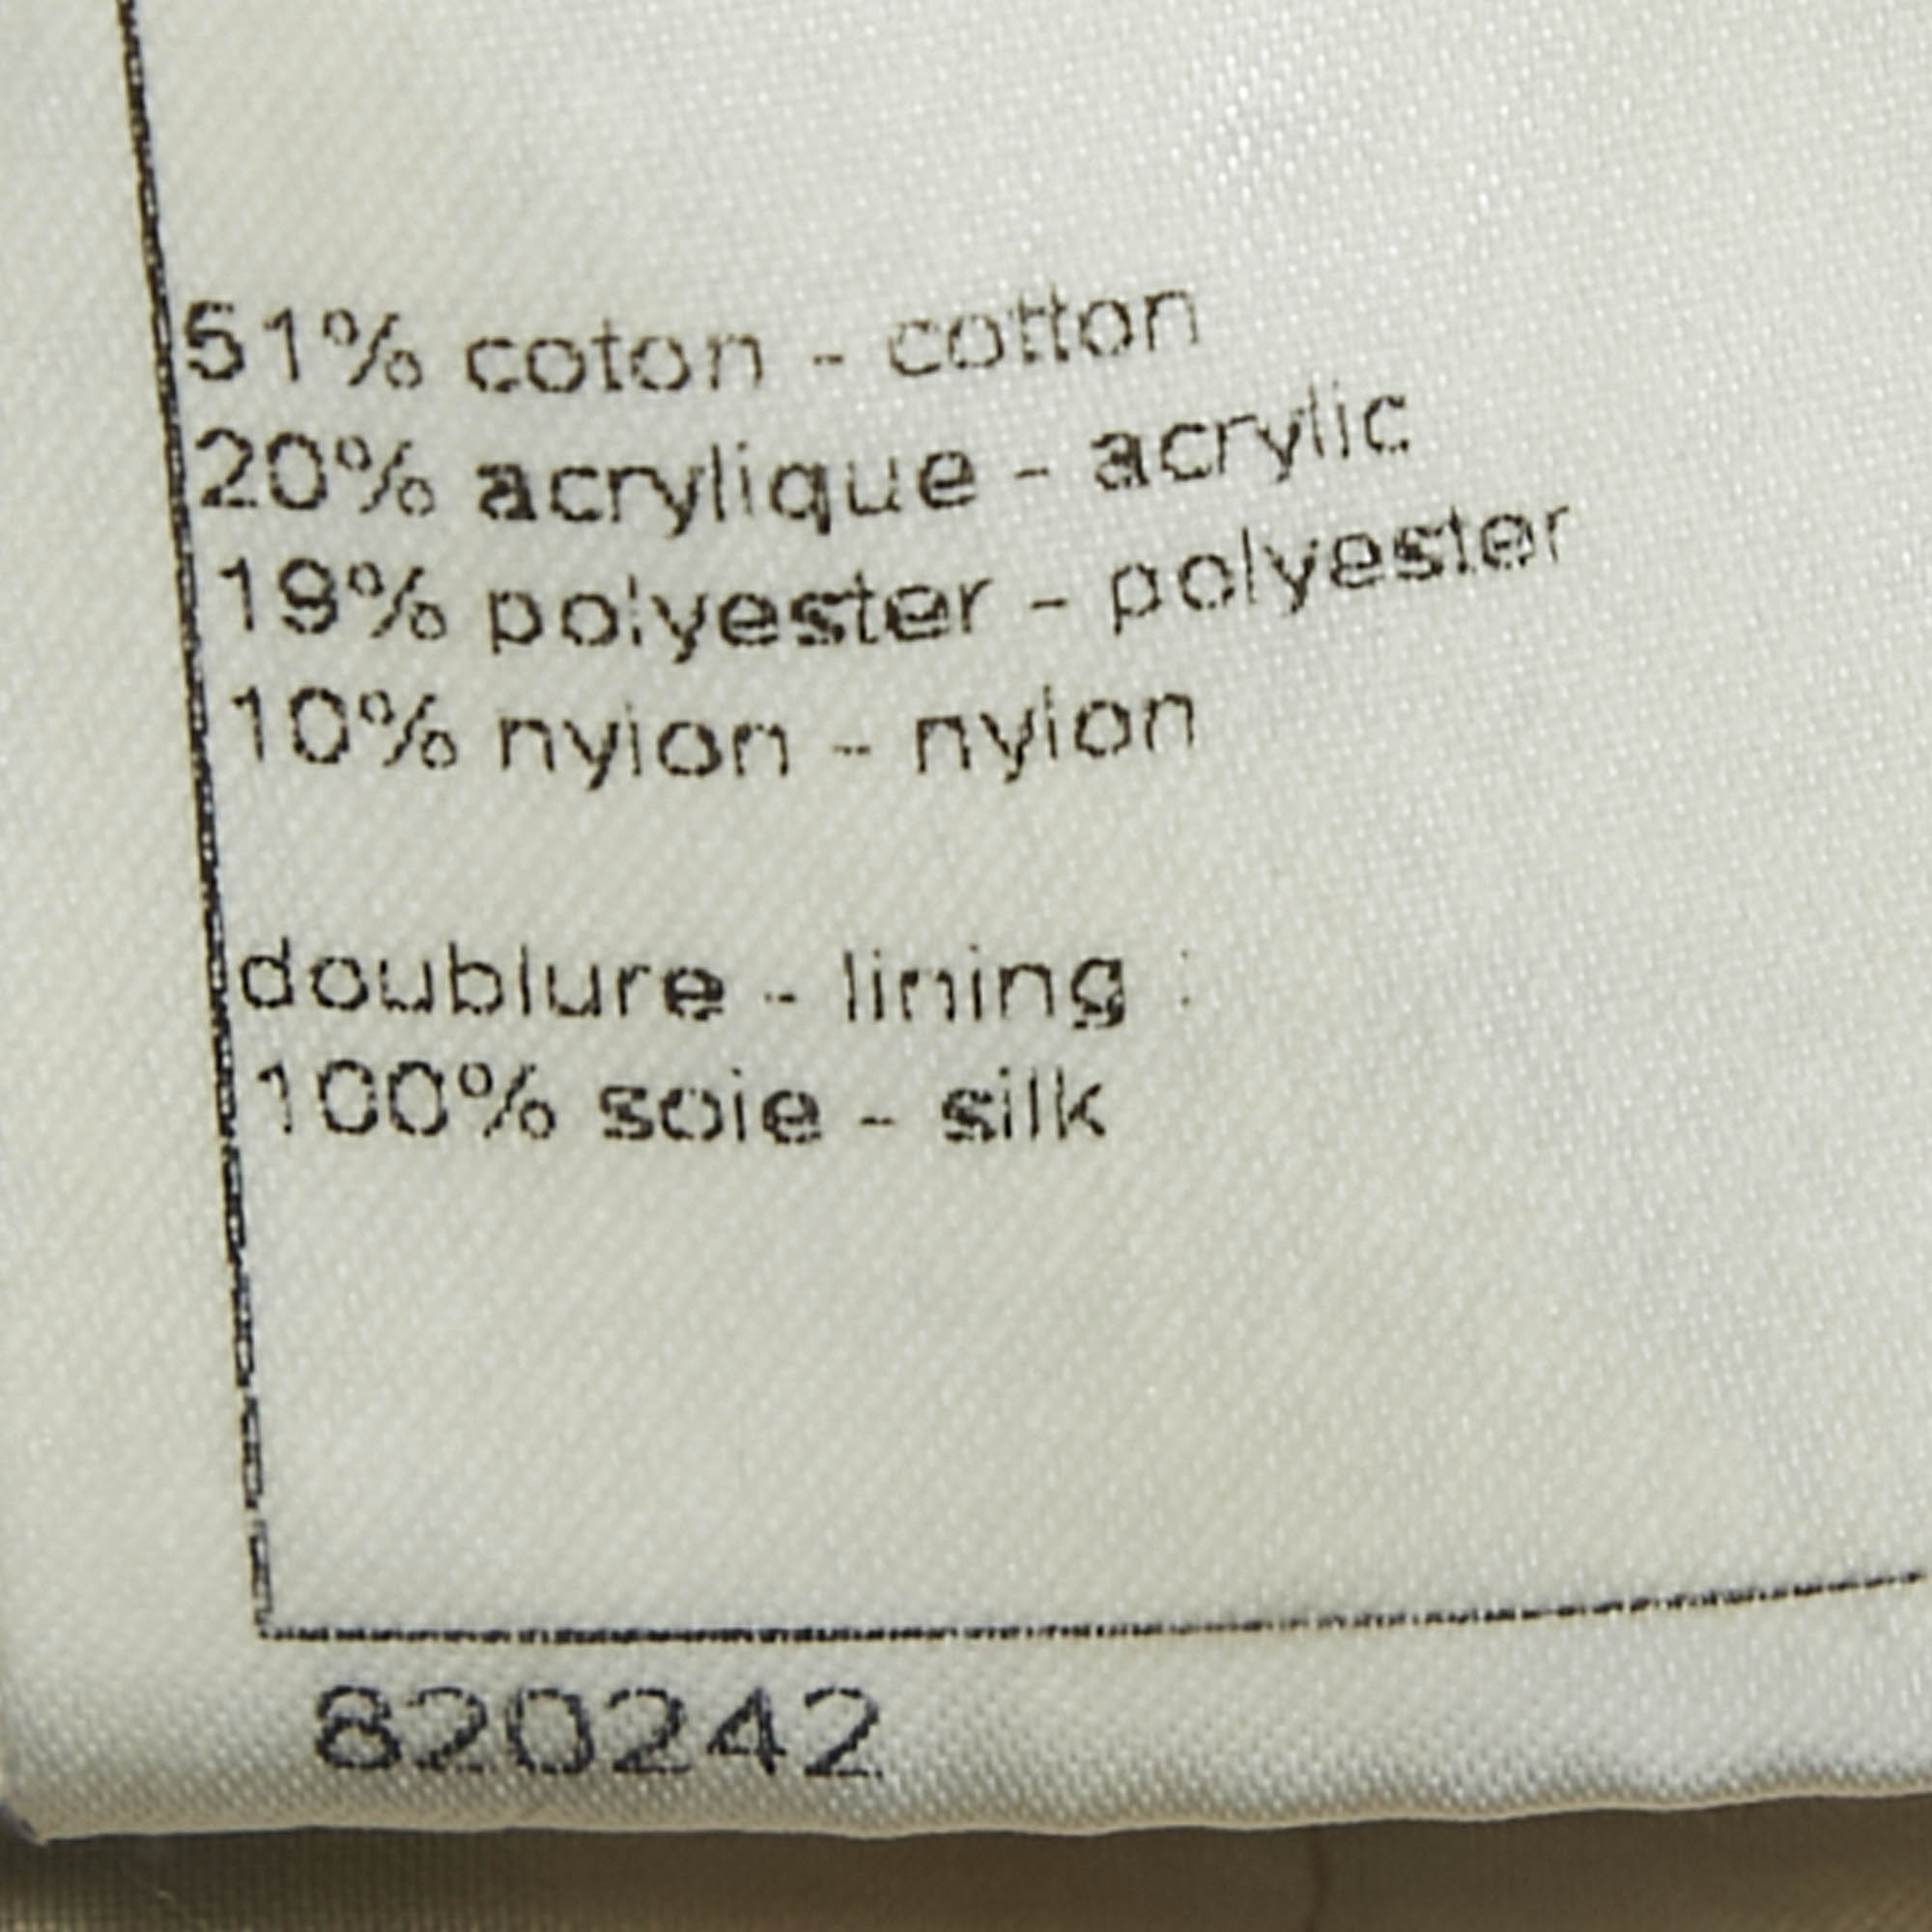 51% coton - cotton
20% acrylique - acrylic
19% polyester - polyester
10% nylon - nylon
doublure - lining :
100% soie - silk
820242